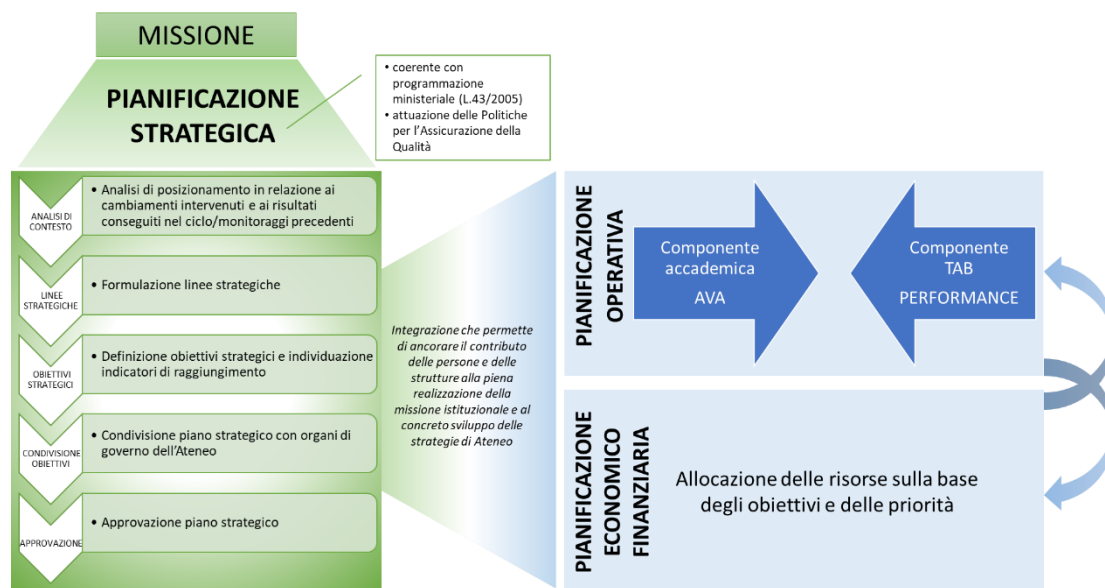 MISSIONE
PIANIFICAZIONE
STRATEGICA
• coerente con
programmazione
ministeriale (L.43/2005)
• attuazione delle Politiche
per l'Assicurazione della
Qualità
ANALISI DI
CONTESTO
• Analisi di posizionamento in relazione ai
cambiamenti intervenuti e ai risultati
conseguiti nel ciclo/monitoraggi precedenti
LINEE
STRATEGICHE
• Formulazione linee strategiche
OBIETTIVI
STRATEGICI
• Definizione obiettivi strategici e individuazione
indicatori di raggiungimento
CONDIVISIONE
OBIETTIVI
• Condivisione piano strategico con organi di
governo dell'Ateneo
APPROVAZIONE
• Approvazione piano strategico
Integrazione che permette
di ancorare il contributo
delle persone e delle
strutture alla piena
realizzazione della
missione istituzionale e al
concreto sviluppo delle
strategie di Ateneo
PIANIFICAZIONE
OPERATIVA
Componente
accademica
AVA
Componente
TAB
PERFORMANCE
PIANIFICAZIONE
ECONOMICO
FINANZIARIA
Allocazione delle risorse sulla base
degli obiettivi e delle priorità